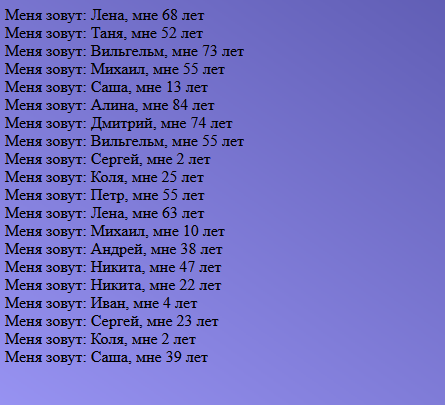 Меня зовут: Лена, мне 68 лет
Меня зовут: Таня, мне 52 лет
Меня зовут: Вильгельм, мне 73 лет
Меня зовут: Михаил, мне 55 лет
Меня зовут: Саша, мне 13 лет
Меня зовут: Алина, мне 84 лет
Меня зовут: Дмитрий, мне 74 лет
Меня зовут: Вильгельм, мне 55 лет
Меня зовут: Сергей, мне 2 лет
Меня зовут: Коля, мне 25 лет
Меня зовут: Петр, мне 55 лет
Меня зовут: Лена, мне 63 лет
Меня зовут: Михаил, мне 10 лет
Меня зовут: Андрей, мне 38 лет
Меня зовут: Никита, мне 47 лет
Меня зовут: Никита, мне 22 лет
Меня зовут: Иван, мне 4 лет
Меня зовут: Сергей, мне 23 лет
Меня зовут: Коля, мне 2 лет
Меня зовут: Саша, мне 39 лет